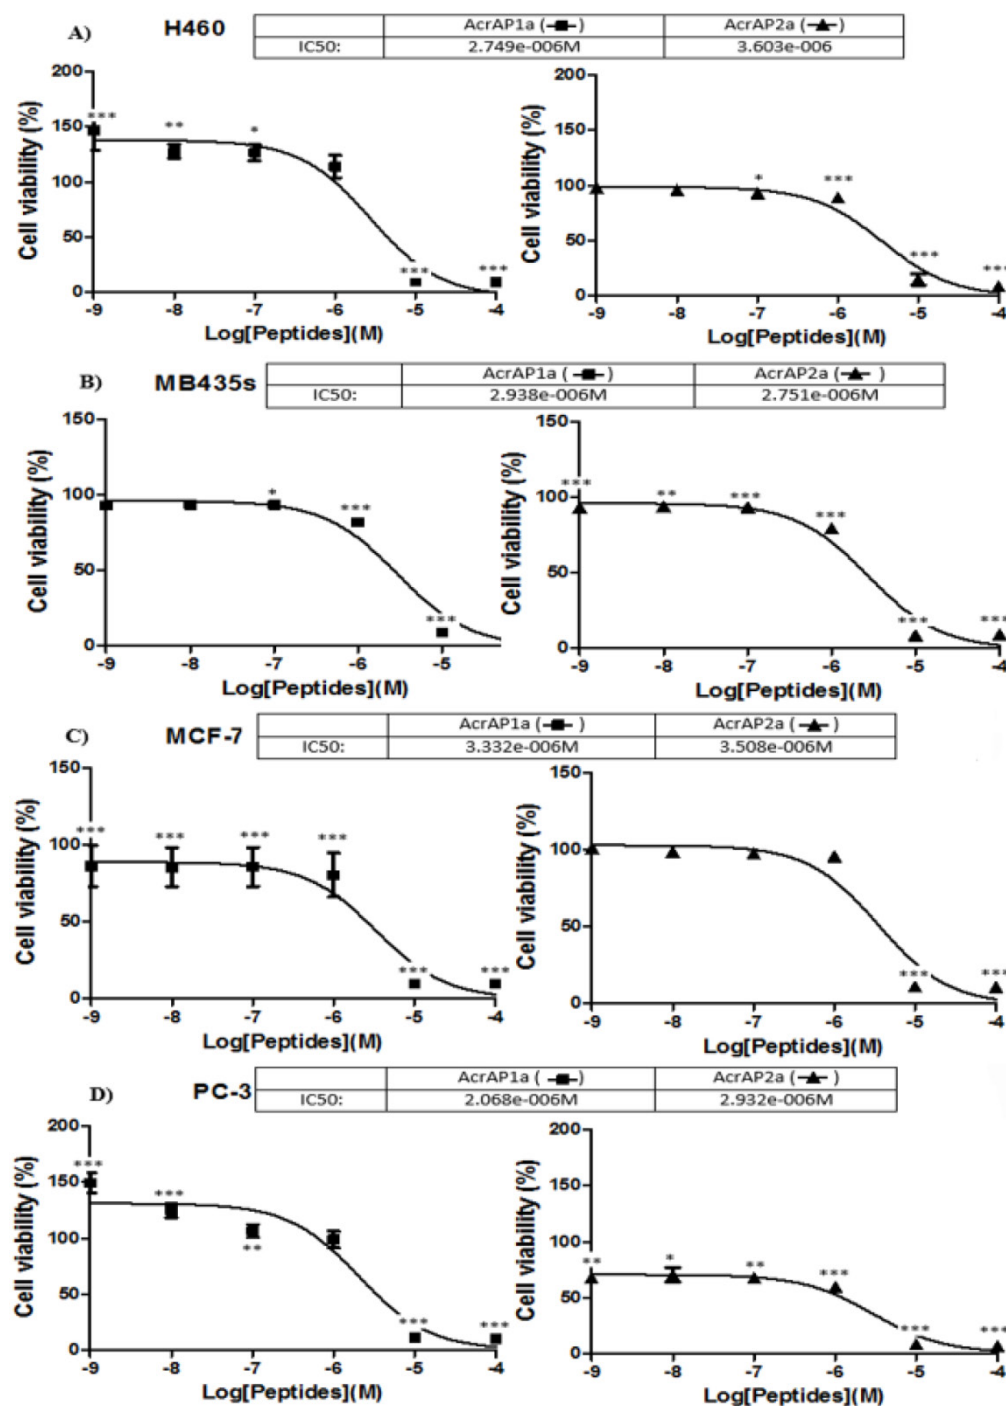 A) H460
AcrAP1a ( ) AcrAP2a ( )
IC50: 2.749e-006M 3.603e-006
Cell viability (%)
200
150
100
50
0
*** ** * *** ***
-9 -8 -7 -6 -5 -4
Log[Peptides](M)
Cell viability (%)
200
150
100
50
0
* *** *** ***
-9 -8 -7 -6 -5 -4
Log[Peptides](M)
B) MB435s
AcrAP1a ( ) AcrAP2a ( )
IC50: 2.938e-006M 2.751e-006M
Cell viability (%)
150
100
50
0
* *** ***
-9 -8 -7 -6 -5
Log[Peptides](M)
Cell viability (%)
150
100
50
0
*** ** *** *** *** ***
-9 -8 -7 -6 -5 -4
Log[Peptides](M)
C) MCF-7
AcrAP1a ( ) AcrAP2a ( )
IC50: 3.332e-006M 3.508e-006M
Cell viability (%)
150
100
50
0
*** *** *** *** *** ***
-9 -8 -7 -6 -5 -4
Log[Peptides](M)
Cell viability (%)
150
100
50
0
*** ***
-9 -8 -7 -6 -5 -4
Log[Peptides](M)
D) PC-3
AcrAP1a ( ) AcrAP2a ( )
IC50: 2.068e-006M 2.932e-006M
Cell viability (%)
200
150
100
50
0
*** *** ** *** ***
-9 -8 -7 -6 -5 -4
Log[Peptides](M)
Cell viability (%)
200
150
100
50
0
** * ** *** *** ***
-9 -8 -7 -6 -5 -4
Log[Peptides](M)